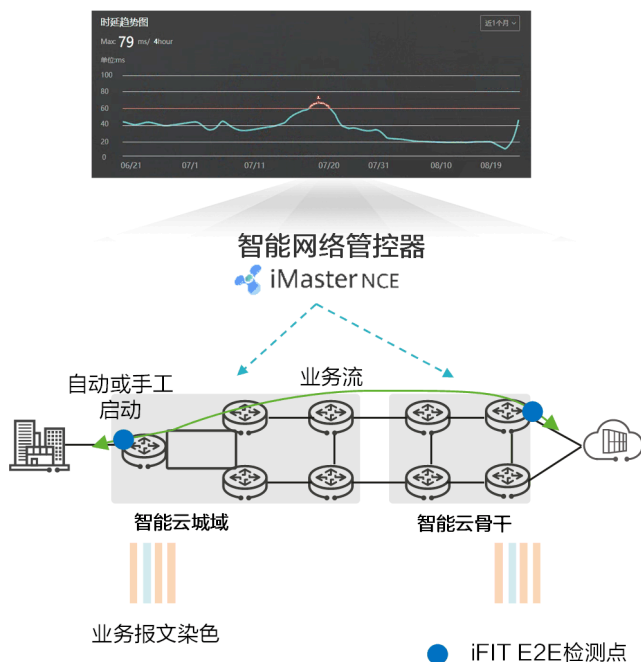 时延趋势图
近1个月
Max: 79 ms/ 4hour
单位:ms
100
80
60
40
20
0
06/21 07/1 07/11 07/20 07/31 08/10 08/19
智能网络管控器
iMaster NCE
自动或手工
启动
业务流
智能云城域
智能云骨干
业务报文染色
iFIT E2E检测点